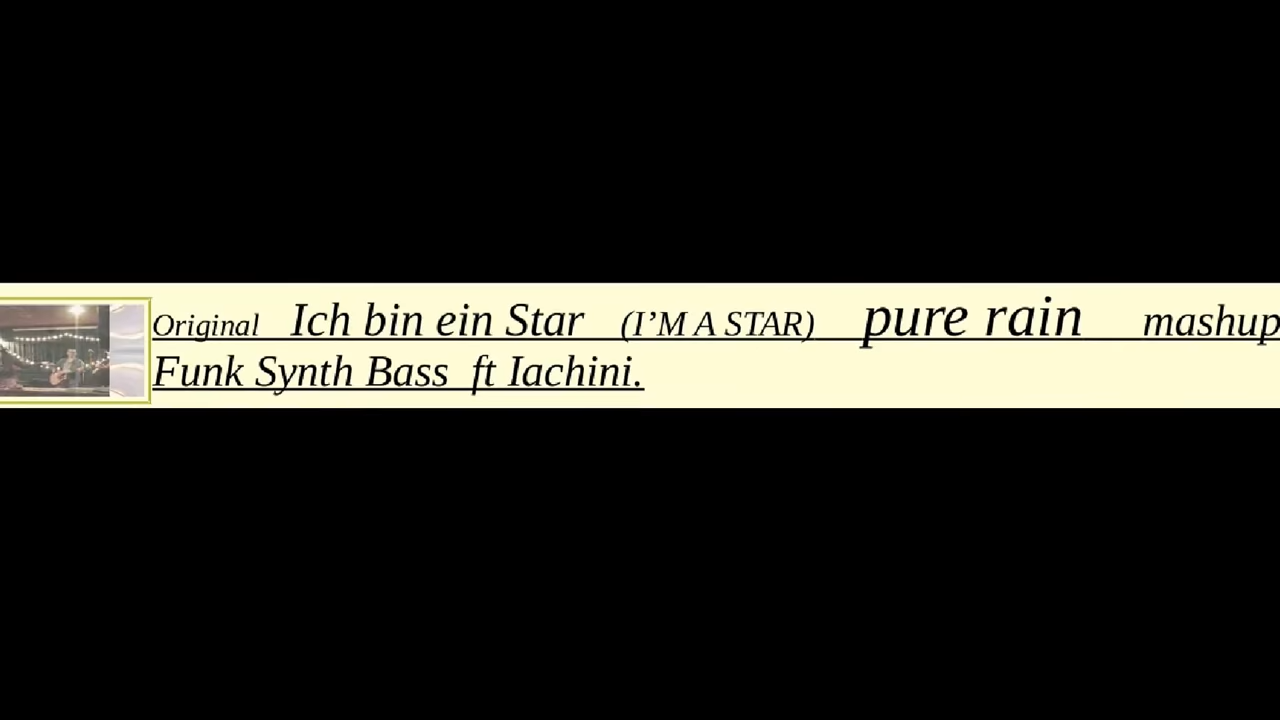 Original Ich bin ein Star (I’M A STAR) pure rain mashup
Funk Synth Bass ft Iachini.